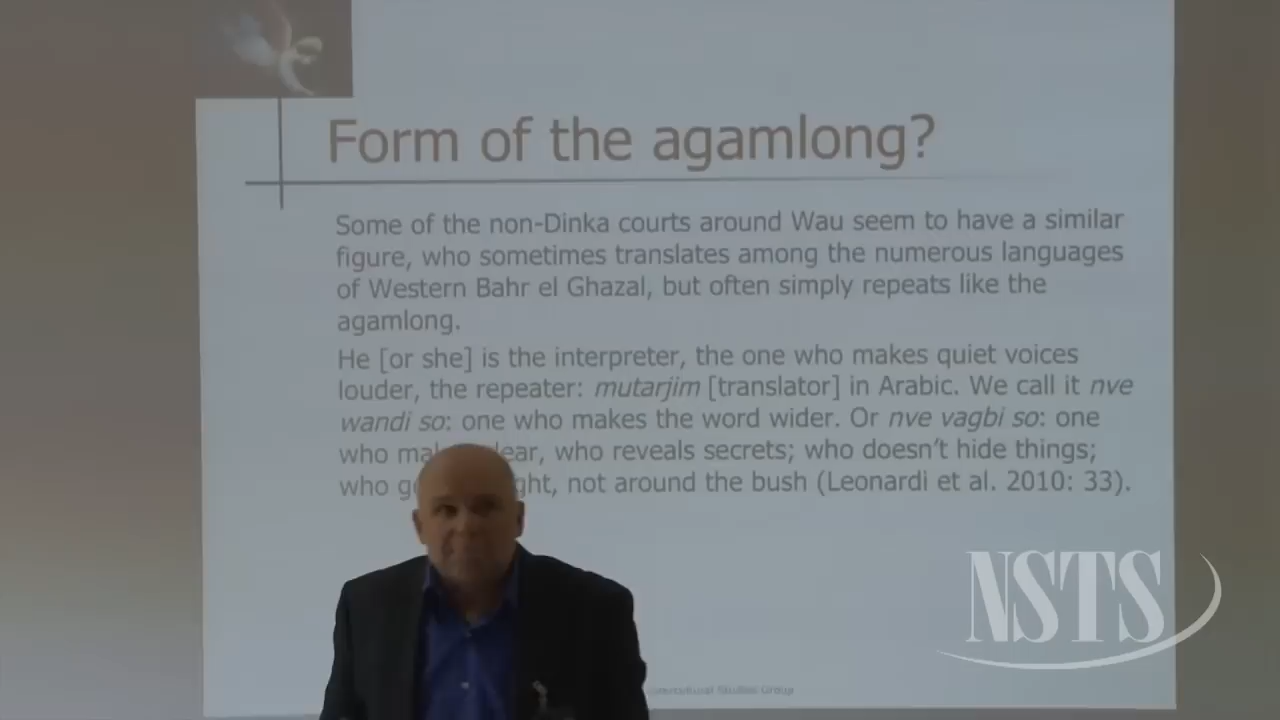 Form of the agamlong?
Some of the non-Dinka courts around Wau seem to have a similar
figure, who sometimes translates among the numerous languages
of Western Bahr el Ghazal, but often simply repeats like the
agamlong.
He [or she] is the interpreter, the one who makes quiet voices
louder, the repeater: mutarjim [translator] in Arabic. We call it nve
wandi so: one who makes the word wider. Or nve vagbi so: one
who , who reveals secrets; who doesn't hide things;
who , not around the bush (Leonardi et al. 2010: 33).
NSTS
Studies Group